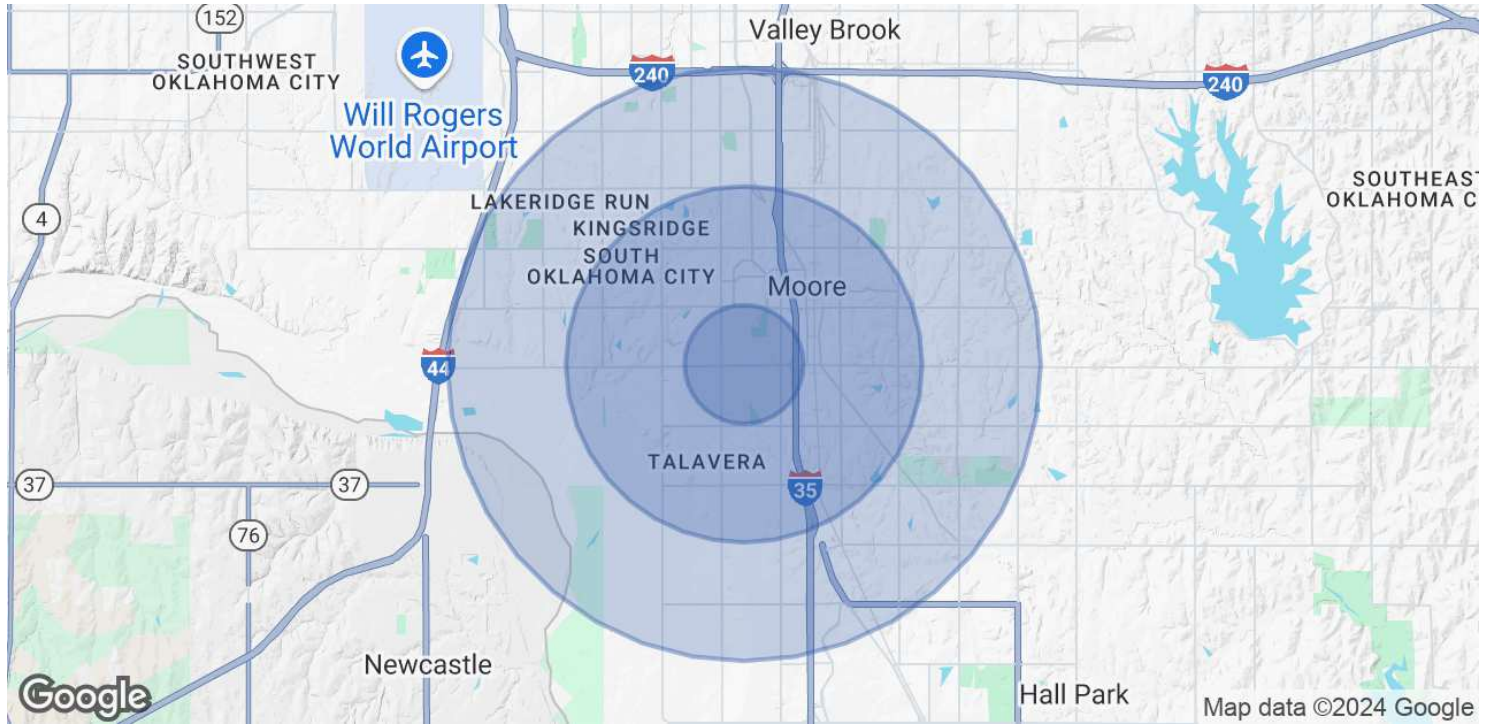 152
Valley Brook
SOUTHWEST
OKLAHOMA CITY
240
240
Will Rogers
World Airport
SOUTHEAST
OKLAHOMA C
LAKERIDGE RUN
4
KINGSRIDGE
SOUTH
OKLAHOMA CITY
Moore
44
TALAVERA
37
37
35
76
Newcastle
Hall Park
Google
Map data ©2024 Google